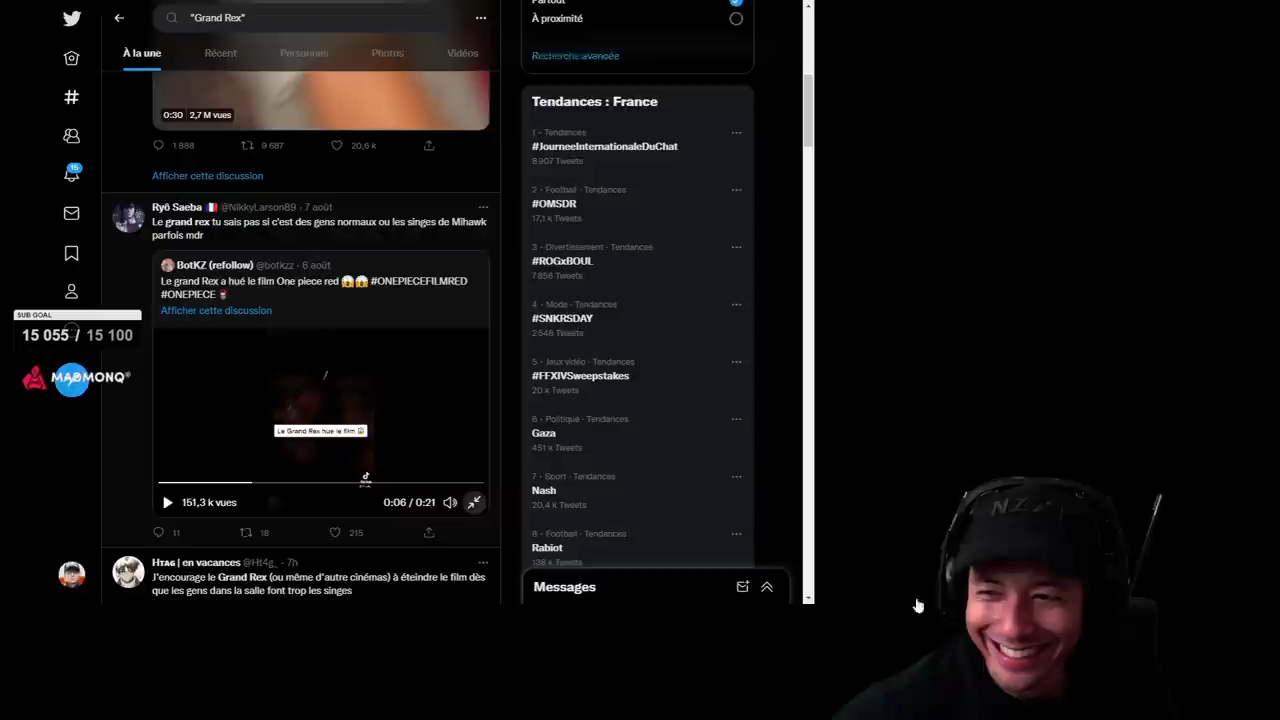 "Grand Rex"
À la une
Récent
Personnes
Photos
Vidéos
0:30 2,7 M vues
1 888
9 687
20,6 k
Afficher cette discussion
Ryô Saeba @NikkyLarson89 · 7 août
Le grand rex tu sais pas si c'est des gens normaux ou les singes de Mihawk
parfois mdr
BotKZ (refollow) @botkzz · 6 août
Le grand Rex a hué le film One piece red 😱😱 #ONEPIECEFILMRED
#ONEPIECE
Afficher cette discussion
Le Grand Rex hue le film
151,3 k vues
0:06 / 0:21
11
18
215
Hᴛᴀɢ | en vacances @Ht4g_ · 7h
J'encourage le Grand Rex (ou même d'autre cinémas) à éteindre le film dès
que les gens dans la salle font trop les singes
15
SUB GOAL
15 055 / 15 100
MADMONQ®
Partout
À proximité
Recherche avancée
Tendances : France
1 · Tendances
#JourneeInternationaleDuChat
8 907 Tweets
2 · Football · Tendances
#OMSDR
17,1 k Tweets
3 · Divertissement · Tendances
#ROGxBOUL
7 856 Tweets
4 · Mode · Tendances
#SNKRSDAY
2 548 Tweets
5 · Jeux vidéo · Tendances
#FFXIVSweepstakes
20 k Tweets
6 · Politique · Tendances
Gaza
451 k Tweets
7 · Sport · Tendances
Nash
20,4 k Tweets
8 · Football · Tendances
Rabiot
138 k Tweets
Messages